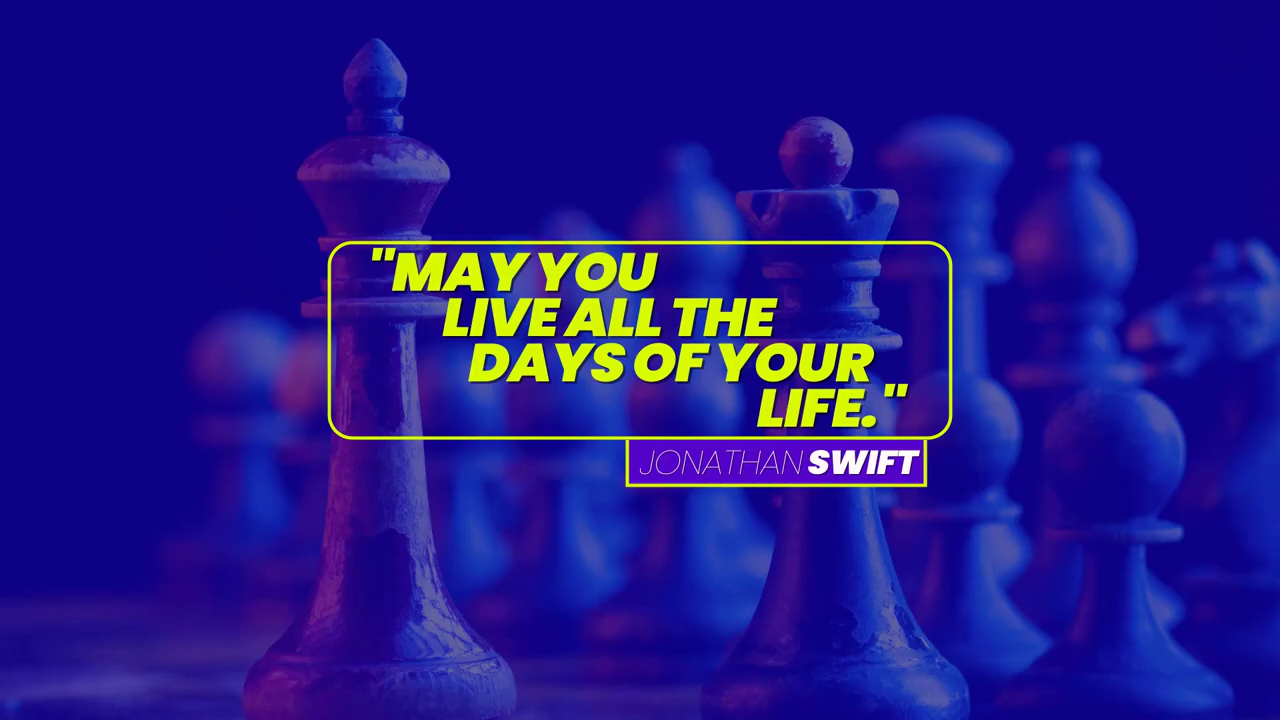 "MAY YOU
LIVE ALL THE
DAYS OF YOUR
LIFE."
JONATHAN SWIFT